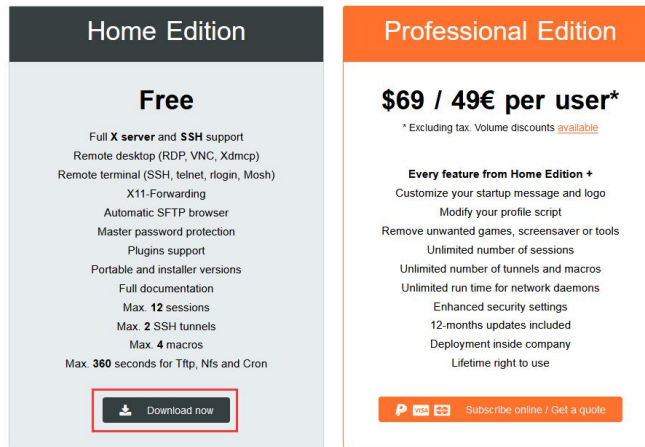 Home Edition
Free
Full X server and SSH support
Remote desktop (RDP, VNC, Xdmcp)
Remote terminal (SSH, telnet, rlogin, Mosh)
X11-Forwarding
Automatic SFTP browser
Master password protection
Plugins support
Portable and installer versions
Full documentation
Max. 12 sessions
Max. 2 SSH tunnels
Max. 4 macros
Max. 360 seconds for Tftp, Nfs and Cron
Download now
Professional Edition
$69 / 49€ per user*
* Excluding tax. Volume discounts available
Every feature from Home Edition +
Customize your startup message and logo
Modify your profile script
Remove unwanted games, screensaver or tools
Unlimited number of sessions
Unlimited number of tunnels and macros
Unlimited run time for network daemons
Enhanced security settings
12-months updates included
Deployment inside company
Lifetime right to use
VISA Subscribe online / Get a quote